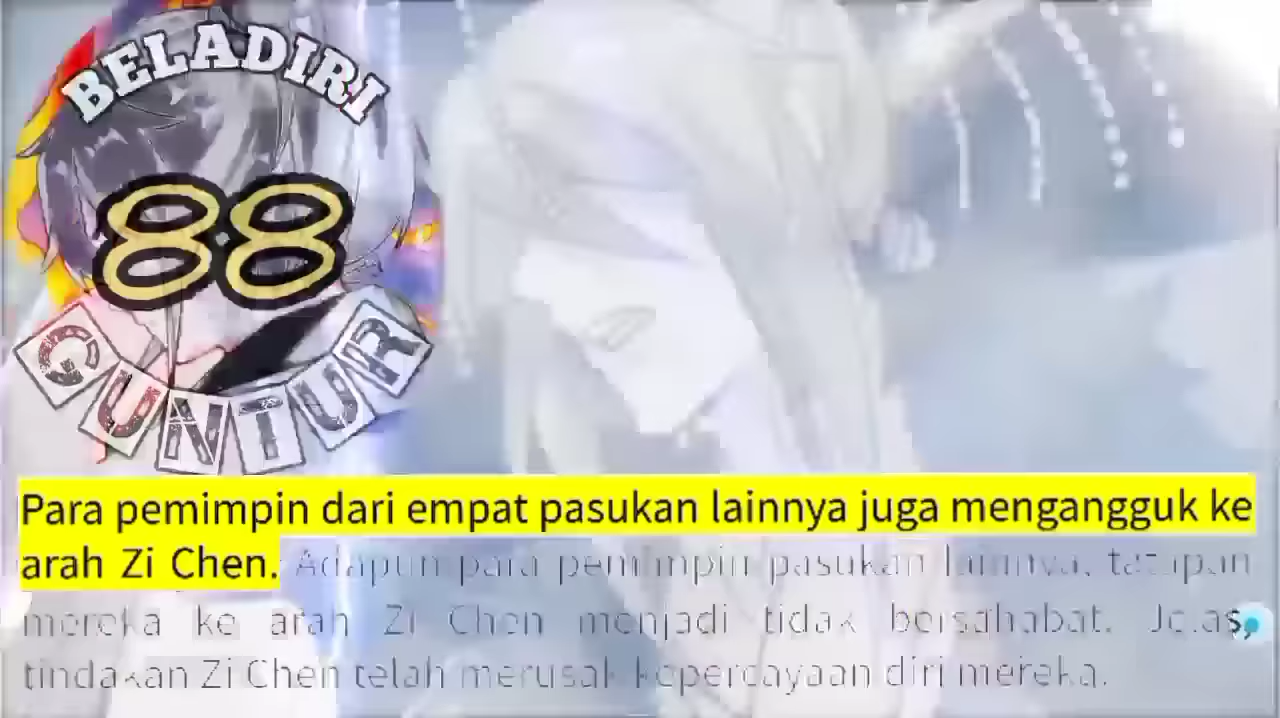 BELADIRI
88
GUNTUR
Para pemimpin dari empat pasukan lainnya juga mengangguk ke
arah Zi Chen. Adapun para pemimpin pasukan lainnya, tatapan
mereka ke arah Zi Chen menjadi tidak bersahabat. Jelas,
tindakan Zi Chen telah merusak kepercayaan diri mereka.